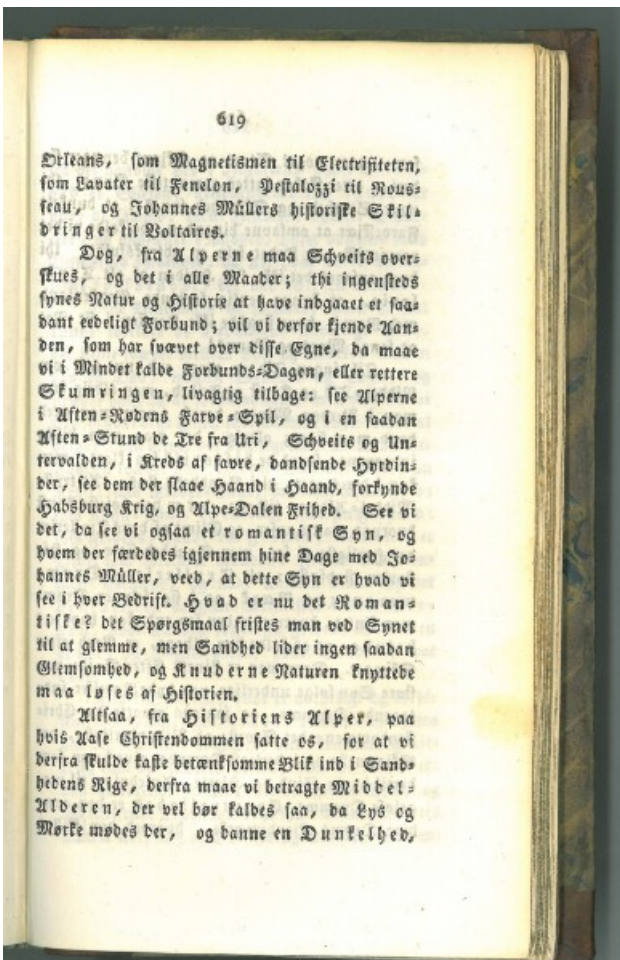 619
Orleans, som Magnetismen til Electrisiteten,
som Lavater til Fenelon, Pestalozzi til Rous=
seau, og Johannes Müllers historiske Skil=
dringer til Voltaires.
Dog, fra Alperne maa Schveits over=
skues, og det i alle Maader; thi ingensteds
synes Natur og Historie at have indgaaet et saa=
dant eedeligt Forbund; vil vi derfor kjende Aan=
den, som har svævet over disse Egne, da maae
vi i Mindet kalde Forbunds=Dagen, eller rettere
Skumringen, livagtig tilbage: see Alperne
i Aften=Rødens Farve=Spil, og i en saadan
Aften=Stund de Tre fra Uri, Schveits og Un=
tervalden, i Kreds af favre, dandsende Hyrdin=
der, see dem der slaae Haand i Haand, forkynde
Habsburg Krig, og Alpe=Dalen Frihed. See vi
det, da see vi ogsaa et romantisk Syn, og
hvem der færdedes igjennem hine Dage med Jo=
hannes Müller, veed, at dette Syn er hvad vi
see i hver Bedrift. Hvad er nu det Roman=
tiske? det Spørgsmaal fristes man ved Synet
til at glemme, men Sandhed lider ingen saadan
Glemsomhed, og Knuderne Naturen knyttede
maa løses af Historien.
Altsaa, fra Historiens Alper, paa
hvis Aase Christendommen satte os, for at vi
derfra skulde kaste betænksomme Blik ind i Sand=
hedens Rige, derfra maae vi betragte Middel=
Alderen, der vel bør kaldes saa, da Lys og
Mørke mødes der, og danne en Dunkelhed,